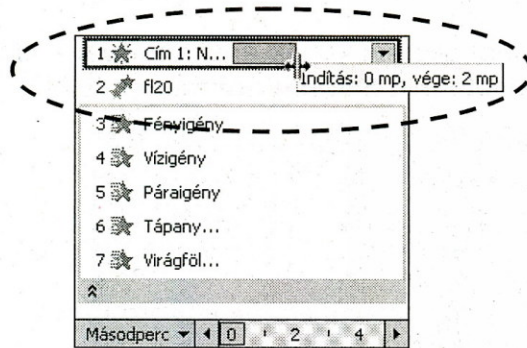 1 Cím 1: N...
Indítás: 0 mp, vége: 2 mp
2 fl20
3 Fényigény
4 Vízigény
5 Páraigény
6 Tápany...
7 Virágföl...
Másodperc 0 2 4